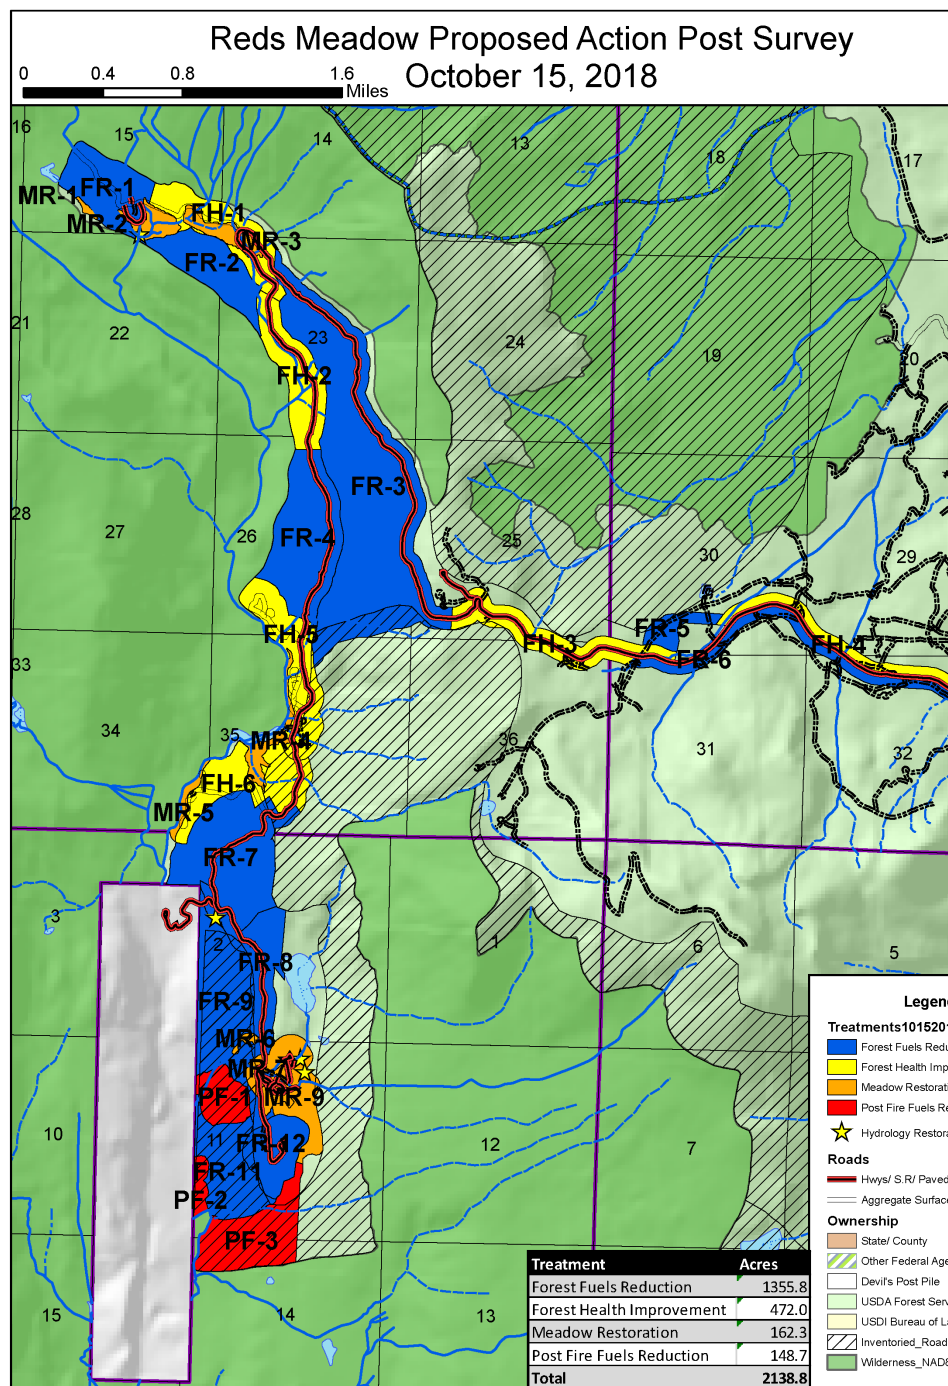 Reds Meadow Proposed Action Post Survey
October 15, 2018
0 0.4 0.8 1.6
Miles
16
15
14
13
18
17
MR-1
FR-1
MR-2
FH-1
MR-3
FR-2
21
22
23
24
19
20
FH-2
FR-3
28
27
26
FR-4
25
30
29
33
FH-5
FH-3
FR-5
FR-6
FH-4
34
35
MR-4
36
31
32
FH-6
MR-5
FR-7
3
2
1
6
5
FR-8
FR-9
MR-6
MR-7
PF-1
MR-9
10
11
FR-12
12
7
FR-11
PF-2
PF-3
15
14
13
Legen
Treatments101520
Forest Fuels Redu
Forest Health Imp
Meadow Restorati
Post Fire Fuels Re
Hydrology Restora
Roads
Hwys/ S.R/ Paved
Aggregate Surfac
Ownership
State/ County
Other Federal Age
Devil's Post Pile
USDA Forest Serv
USDI Bureau of La
Inventoried_Road
Wilderness_NAD8
Treatment Acres
Forest Fuels Reduction 1355.8
Forest Health Improvement 472.0
Meadow Restoration 162.3
Post Fire Fuels Reduction 148.7
Total 2138.8